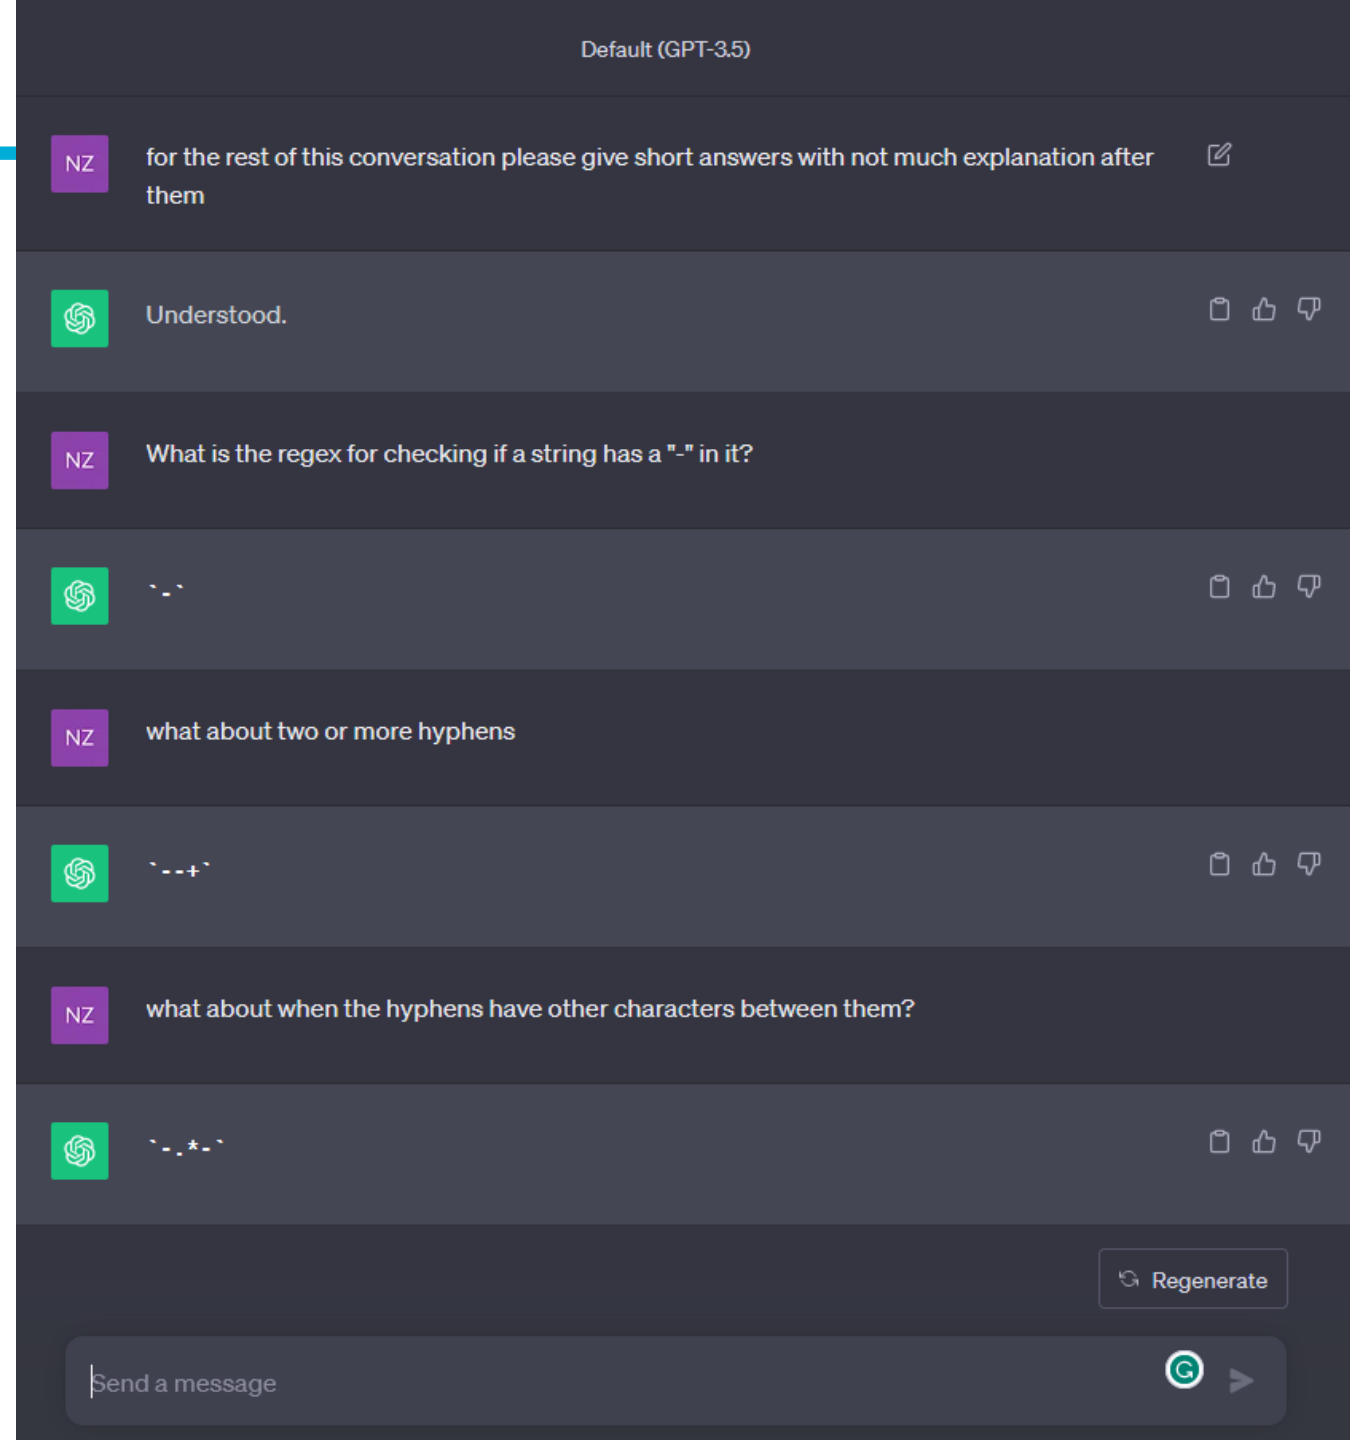 Default (GPT-3.5)
NZ
for the rest of this conversation please give short answers with not much explanation after
them
Understood.
NZ
What is the regex for checking if a string has a "-" in it?
`-`
NZ
what about two or more hyphens
`--+`
NZ
what about when the hyphens have other characters between them?
`-.*-`
Regenerate
Send a message
G